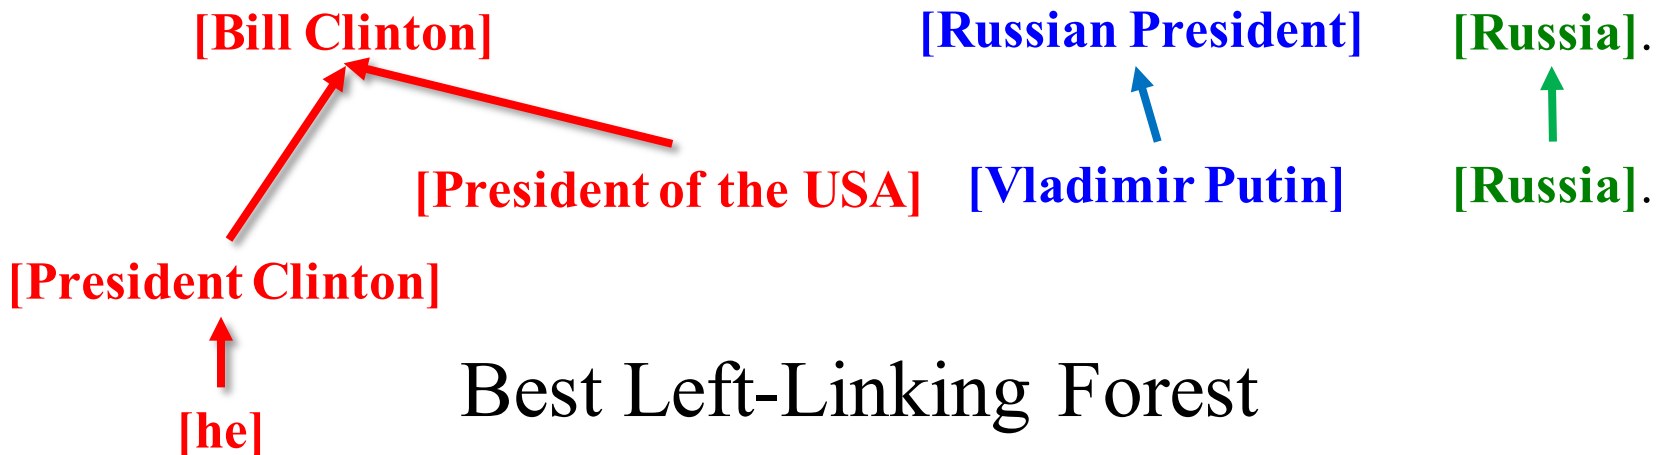 [Bill Clinton] [Russian President] [Russia].
[President of the USA] [Vladimir Putin] [Russia].
[President Clinton]
Best Left-Linking Forest
[he]